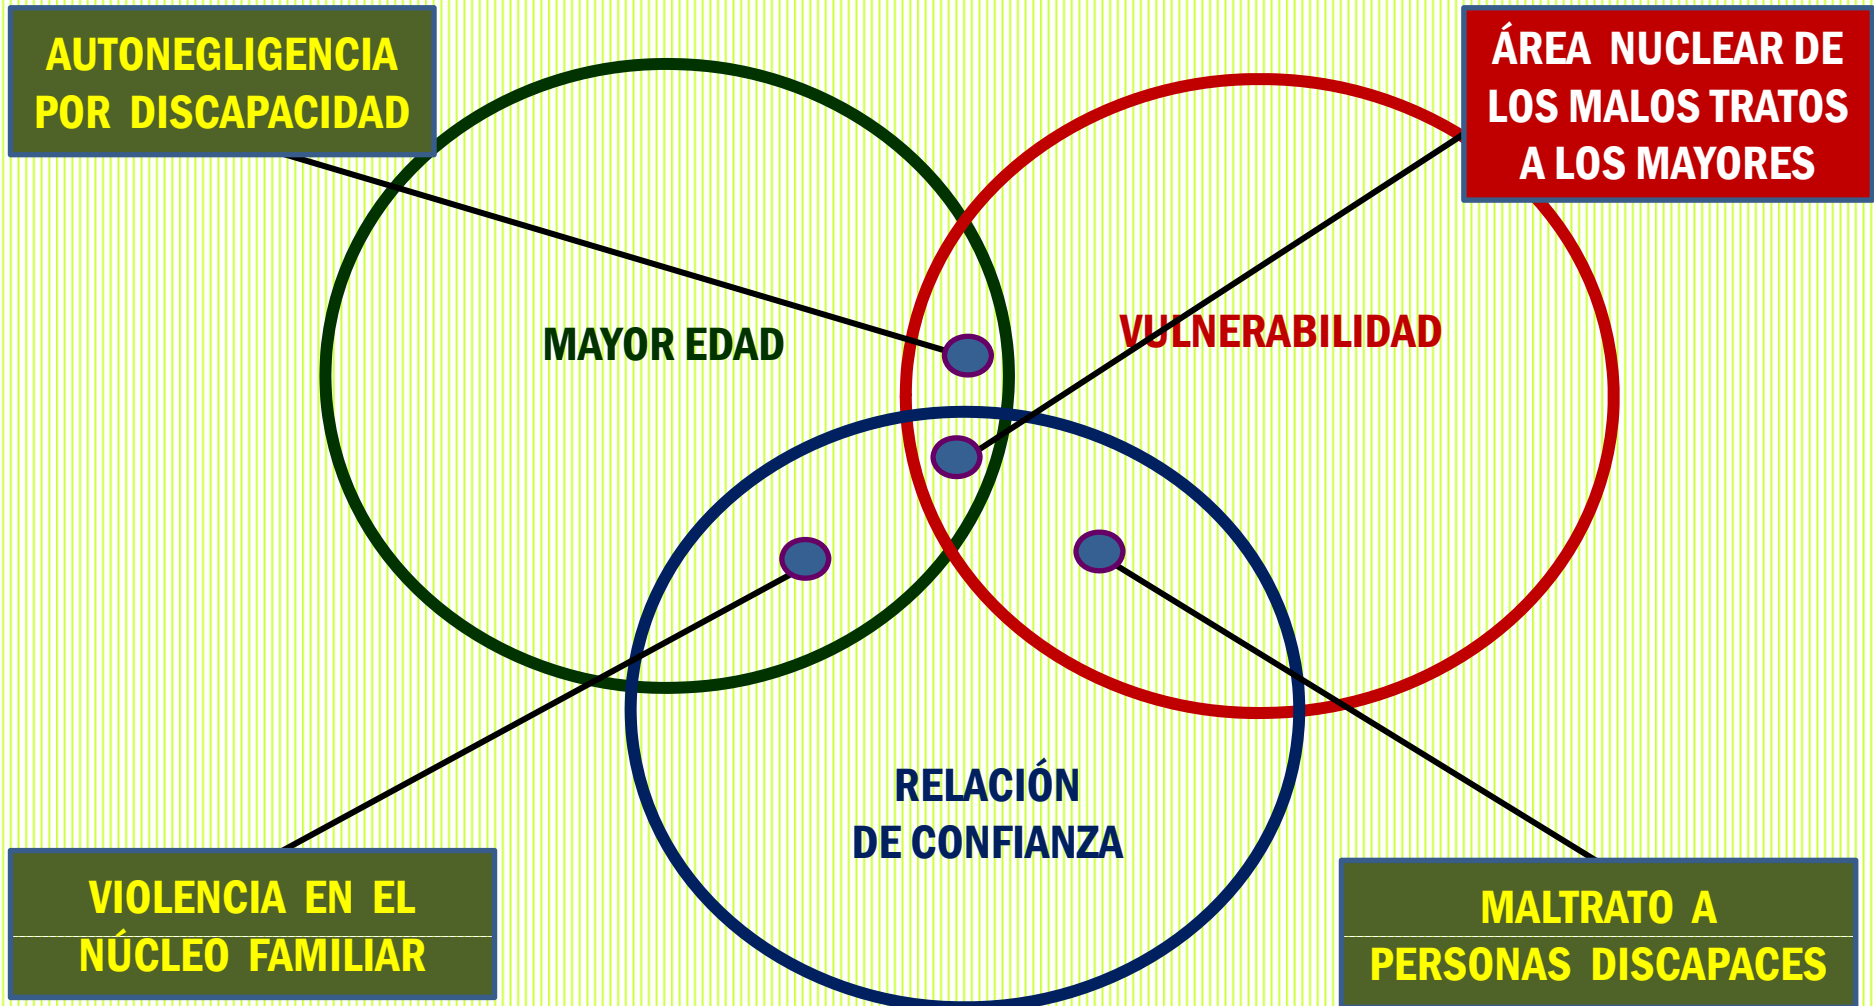 AUTONEGLIGENCIA
POR DISCAPACIDAD
ÁREA NUCLEAR DE
LOS MALOS TRATOS
A LOS MAYORES
MAYOR EDAD
VULNERABILIDAD
RELACIÓN
DE CONFIANZA
VIOLENCIA EN EL
NÚCLEO FAMILIAR
MALTRATO A
PERSONAS DISCAPACES